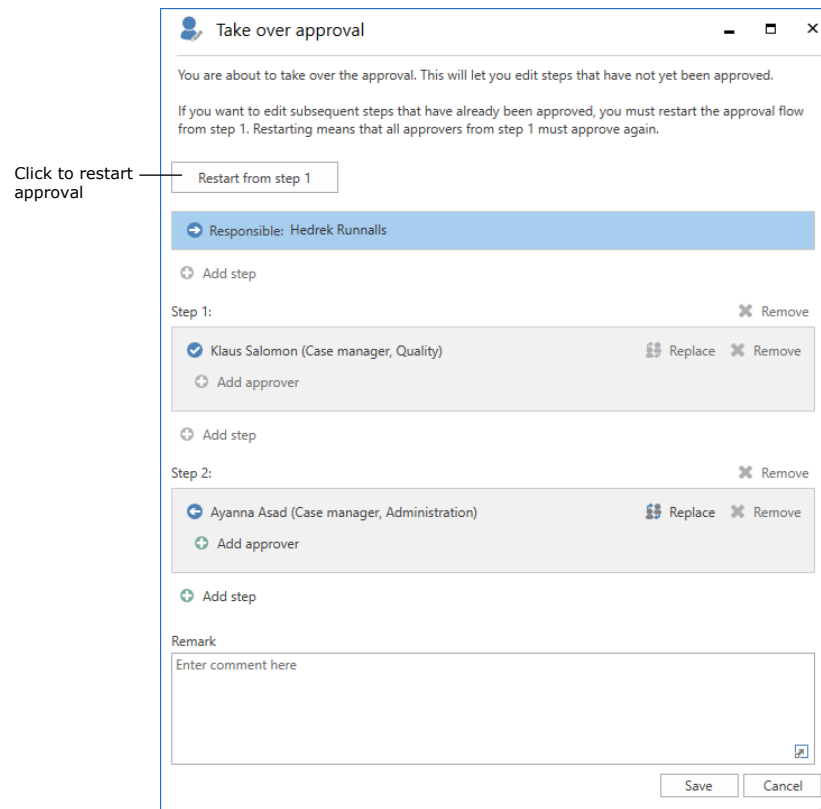 Take over approval
You are about to take over the approval. This will let you edit steps that have not yet been approved.
If you want to edit subsequent steps that have already been approved, you must restart the approval flow
from step 1. Restarting means that all approvers from step 1 must approve again.
Click to restart
approval
Restart from step 1
Responsible: Hedrek Runnalls
Add step
Step 1: Remove
Klaus Salomon (Case manager, Quality) Replace Remove
Add approver
Add step
Step 2: Remove
Ayanna Asad (Case manager, Administration) Replace Remove
Add approver
Add step
Remark
Enter comment here
Save Cancel